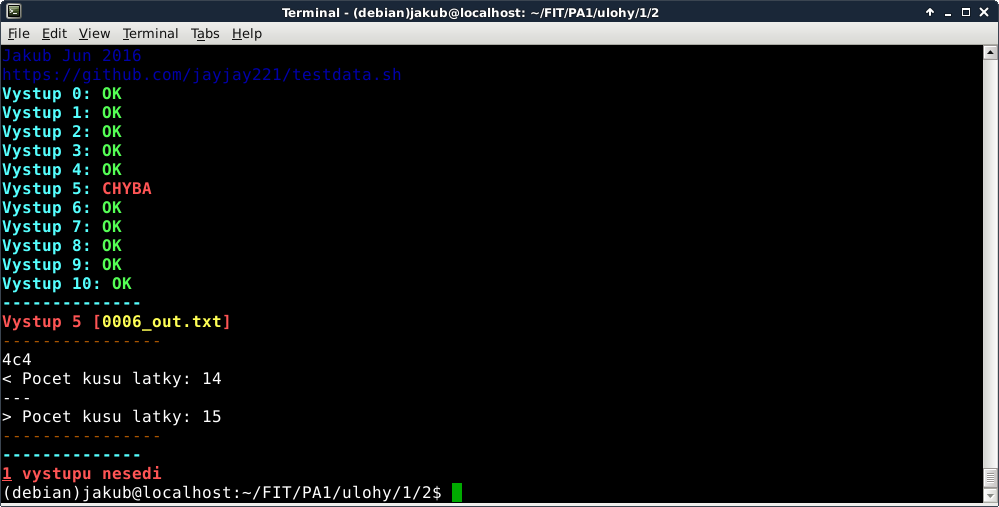 Terminal - (debian)jakub@localhost: ~/FIT/PA1/ulohy/1/2
File Edit View Terminal Tabs Help
Jakub Jun 2016
https://github.com/jayjay221/testdata.sh
Vystup 0: OK
Vystup 1: OK
Vystup 2: OK
Vystup 3: OK
Vystup 4: OK
Vystup 5: CHYBA
Vystup 6: OK
Vystup 7: OK
Vystup 8: OK
Vystup 9: OK
Vystup 10: OK
--------------
Vystup 5 [0006_out.txt]
----------------
4c4
< Pocet kusu latky: 14
---
> Pocet kusu latky: 15
----------------
--------------
1 vystupu nesedi
(debian)jakub@localhost:~/FIT/PA1/ulohy/1/2$